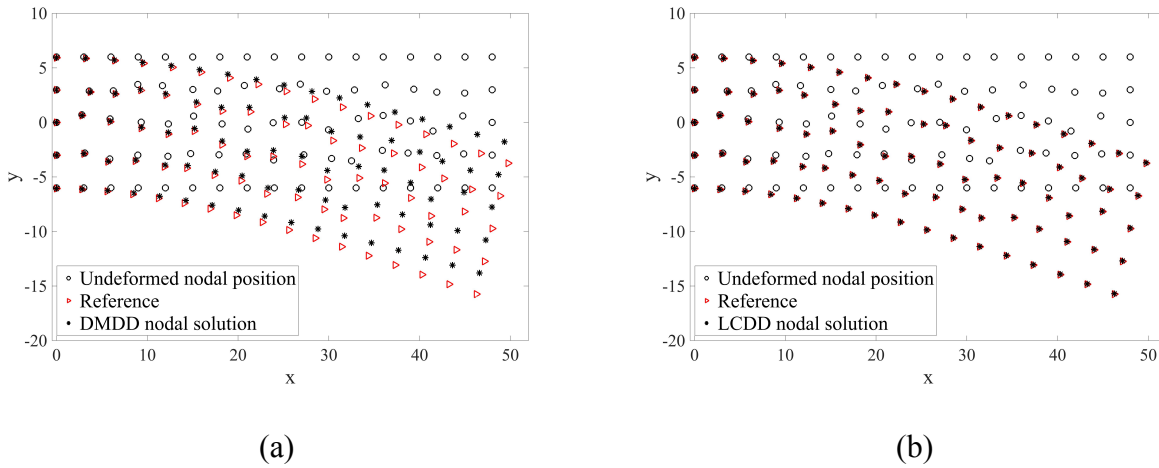 10
5
0
-5
-10
-15
-20
y
0
10
20
30
40
50
x
Undeformed nodal position
Reference
DMDD nodal solution
(a)
10
5
0
-5
-10
-15
-20
y
0
10
20
30
40
50
x
Undeformed nodal position
Reference
LCDD nodal solution
(b)